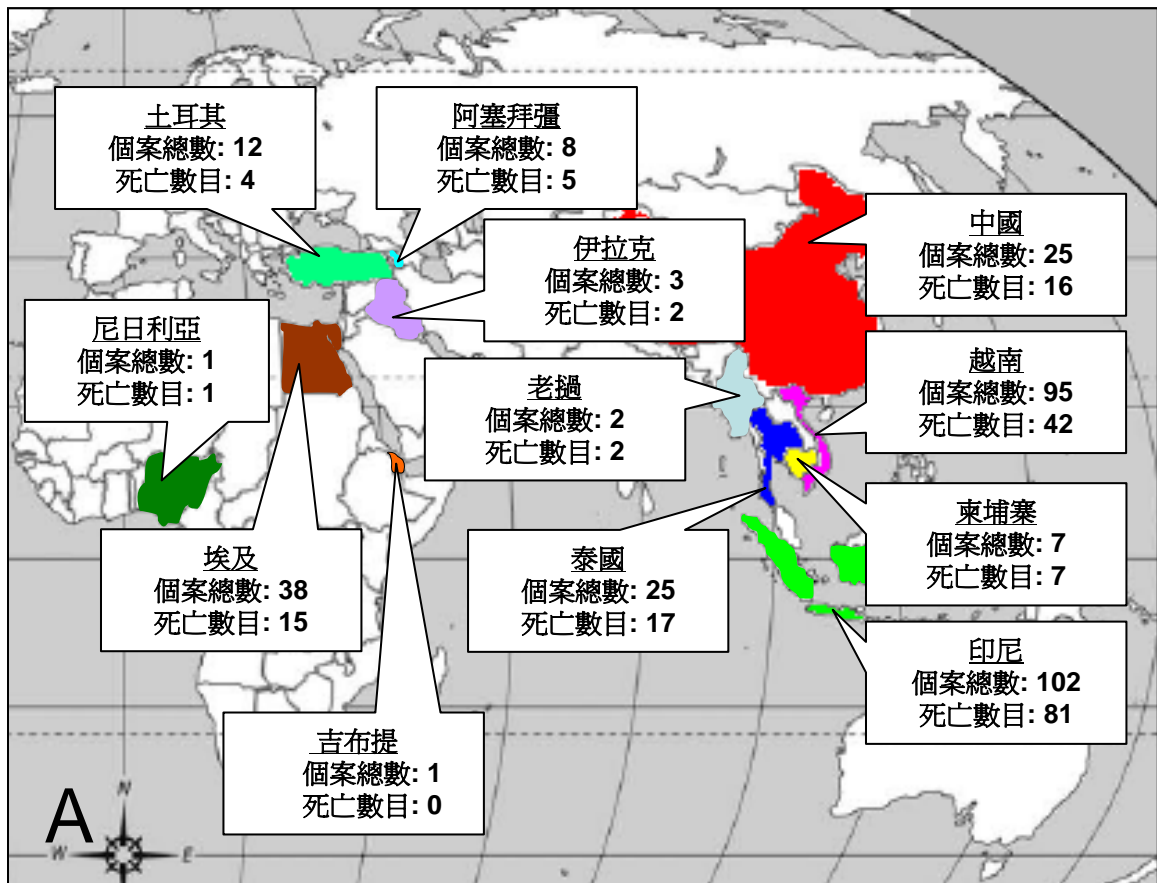 土耳其
個案總數: 12
死亡數目: 4
阿塞拜彊
個案總數: 8
死亡數目: 5
中國
個案總數: 25
死亡數目: 16
伊拉克
個案總數: 3
死亡數目: 2
尼日利亞
個案總數: 1
死亡數目: 1
老撾
個案總數: 2
死亡數目: 2
越南
個案總數: 95
死亡數目: 42
埃及
個案總數: 38
死亡數目: 15
泰國
個案總數: 25
死亡數目: 17
柬埔寨
個案總數: 7
死亡數目: 7
印尼
個案總數: 102
死亡數目: 81
吉布提
個案總數: 1
死亡數目: 0
A
N
W E